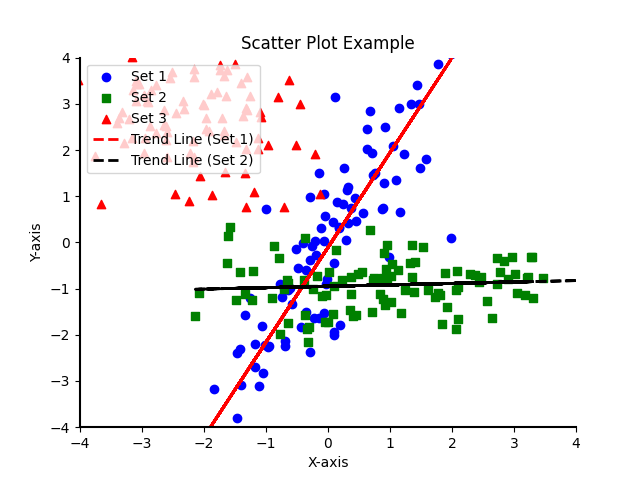 Scatter Plot Example
Set 1
Set 2
Set 3
Trend Line (Set 1)
Trend Line (Set 2)
Y-axis
4
3
2
1
0
−1
−2
−3
−4
−4 −3 −2 −1 0 1 2 3 4
X-axis